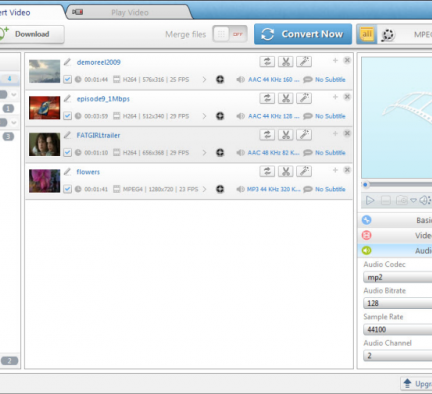 ert Video
Play Video
Download
Merge files
OFF
Convert Now
all
MPEG
demoreel2009
00:01:44 H264 | 576x316 | 25 FPS AAC 44 KHz 160 ... No Subtitle
4
episode9_1Mbps
00:03:59 H264 | 512x340 | 29 FPS AAC 44 KHz 128 ... No Subtitle
1
FATGIRLtrailer
00:01:10 H264 | 656x368 | 29 FPS AAC 48 KHz 82 K... No Subtitle
3
flowers
00:01:41 MPEG4 | 1280x720 | 23 FPS MP3 44 KHz 320 K... No Subtitle
Basi
Video
Audi
Audio Codec
mp2
Audio Bitrate
128
Sample Rate
44100
Audio Channel
2
7
Upgr